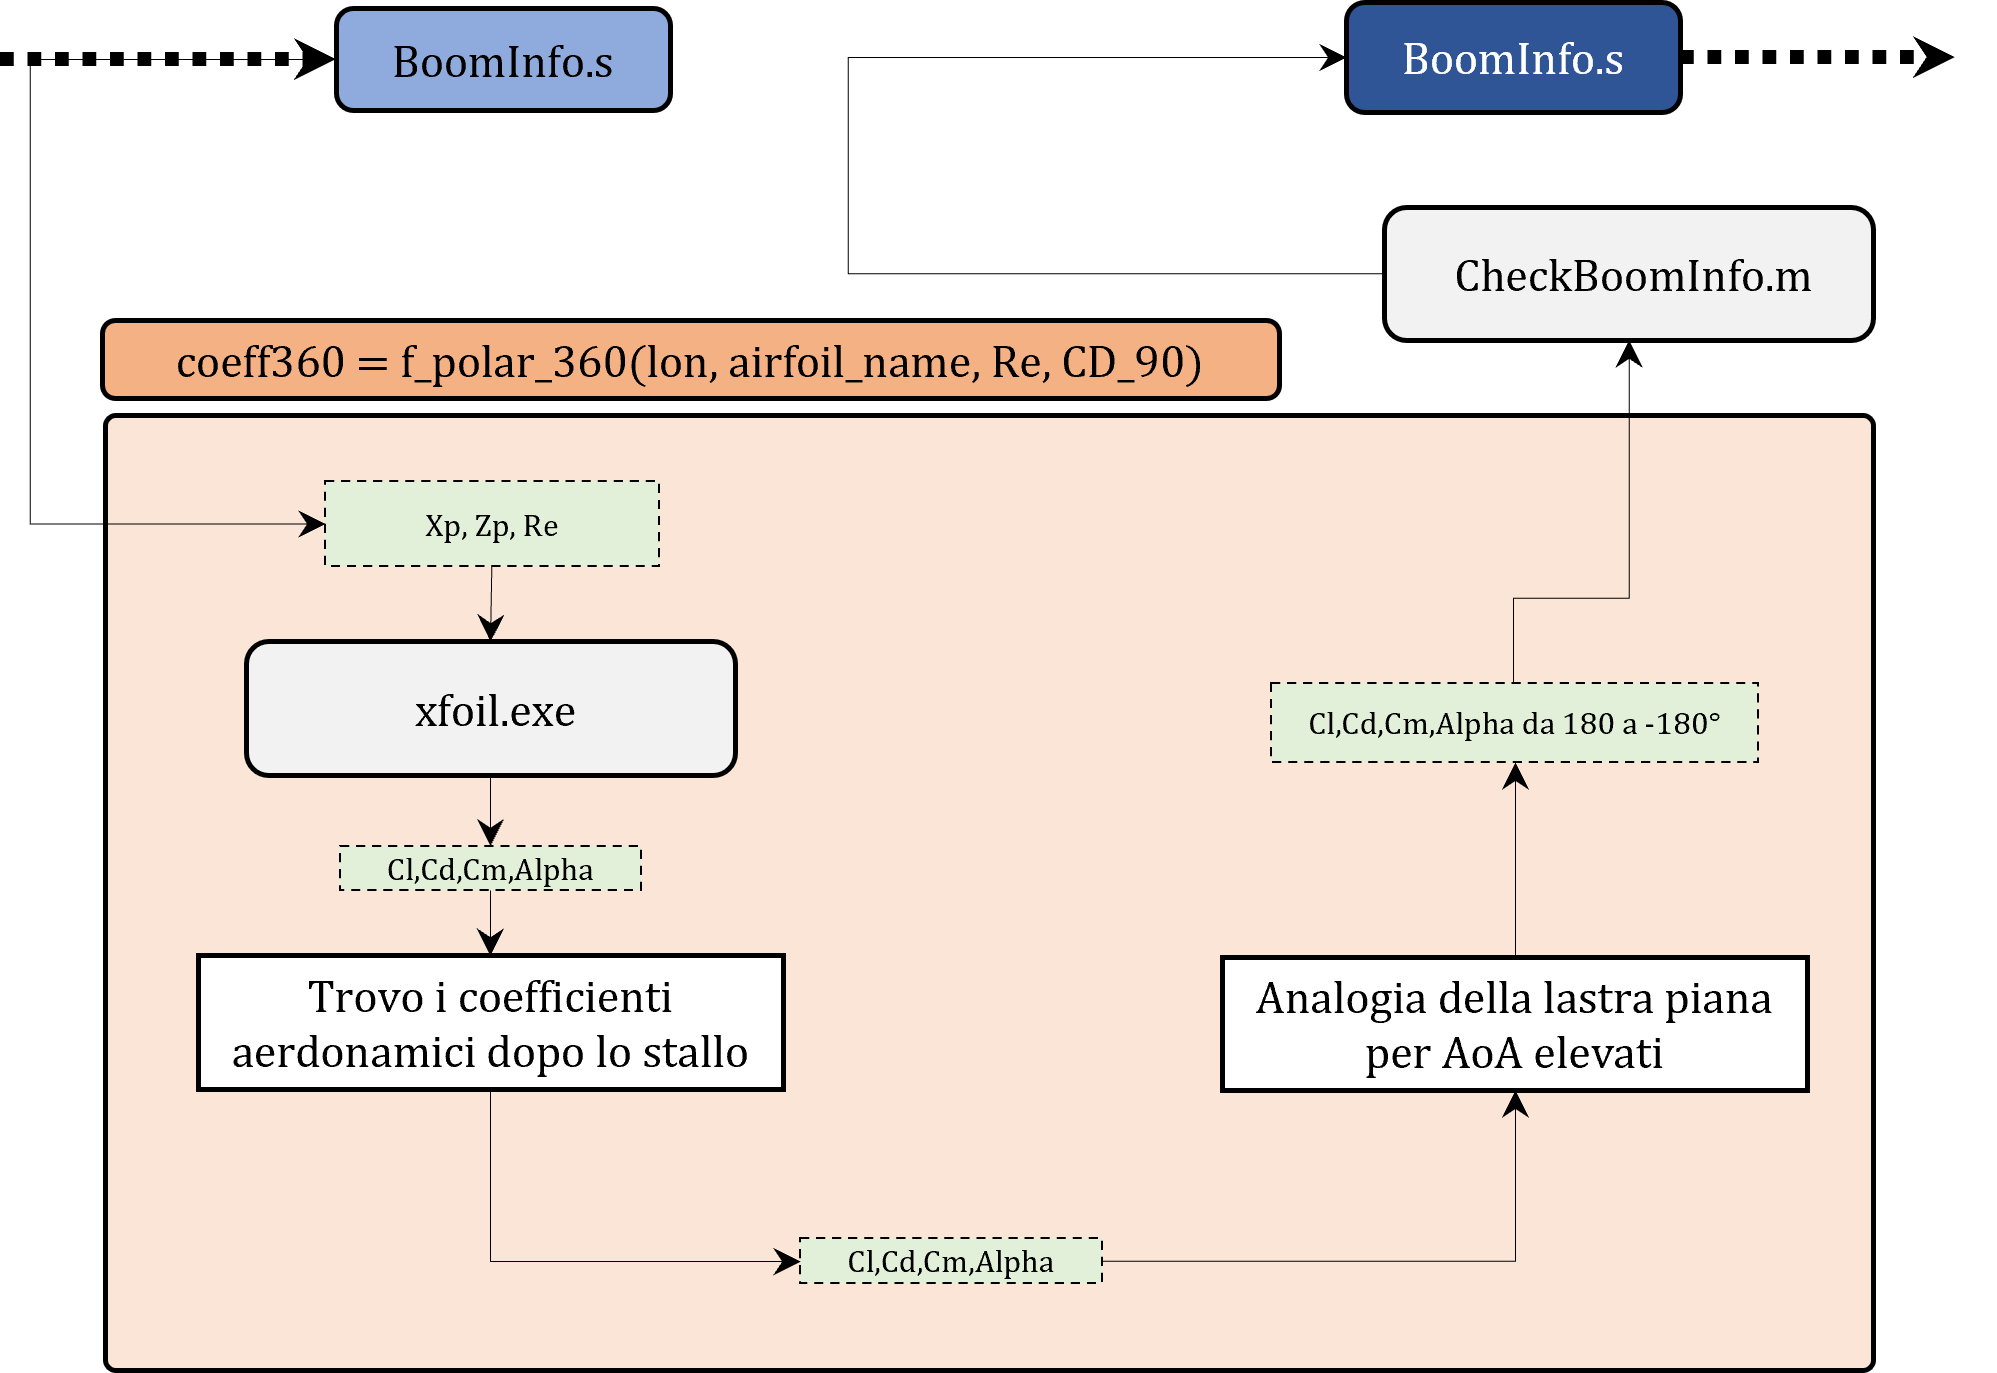 BoomInfo.s
BoomInfo.s
CheckBoomInfo.m
coeff360 = f_polar_360(lon, airfoil_name, Re, CD_90)
Xp, Zp, Re
xfoil.exe
Cl,Cd,Cm,Alpha
Trovo i coefficienti
aerdonamici dopo lo stallo
Cl,Cd,Cm,Alpha
Analogia della lastra piana
per AoA elevati
Cl,Cd,Cm,Alpha da 180 a -180°